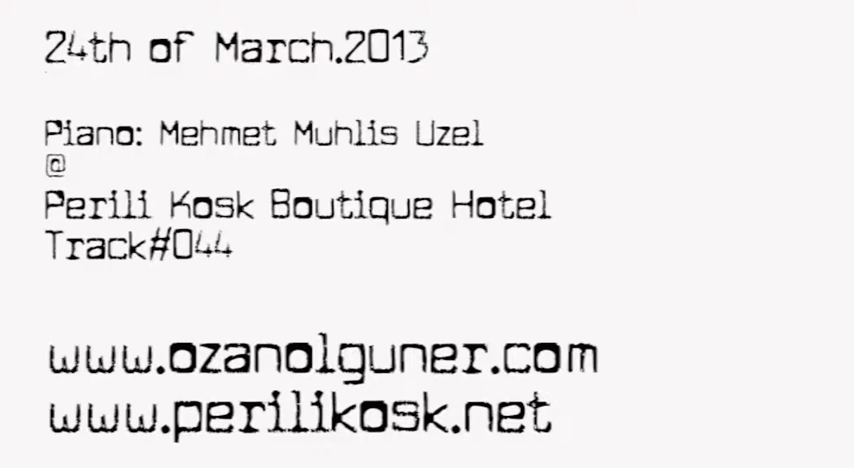 24th of March.2013
Piano: Mehmet Muhlis Uzel
@
Perili Kosk Boutique Hotel
Track#044
www.ozanolguner.com
www.perilikosk.net